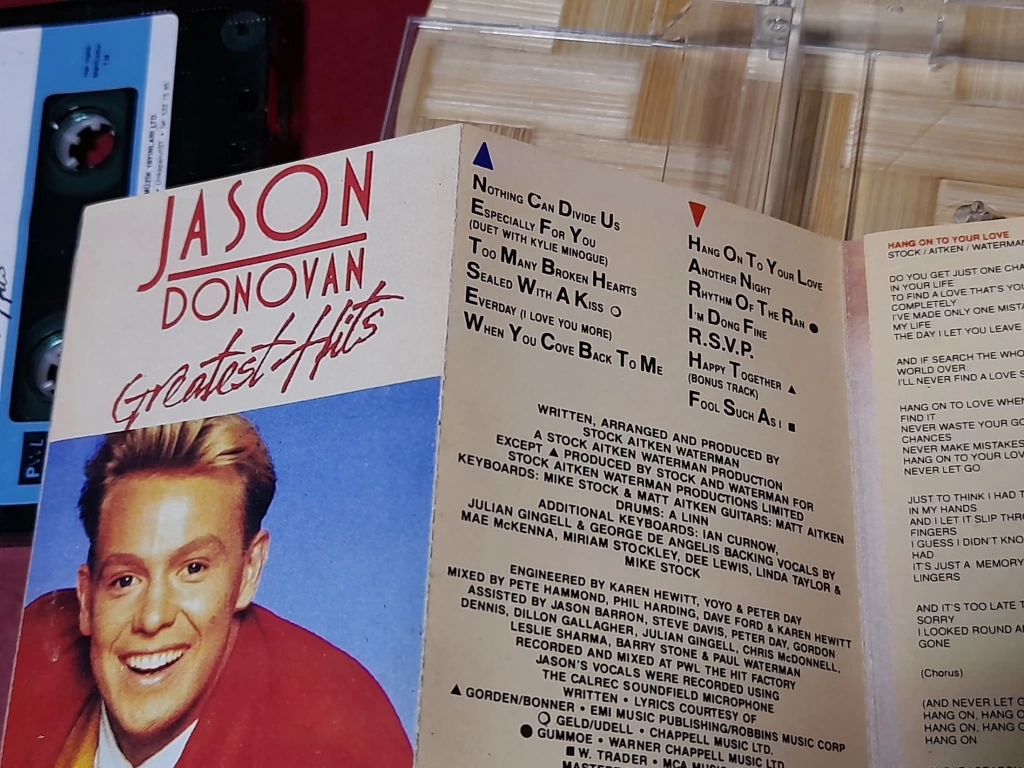 JASON
DONOVAN
Greatest Hits
NOTHING CAN DIVIDE US
ESPECIALLY FOR YOU
(DUET WITH KYLIE MINOGUE)
TOO MANY BROKEN HEARTS
SEALED WITH A KISS ○
EVERDAY (I LOVE YOU MORE)
WHEN YOU COVE BACK TO ME
HANG ON TO YOUR LOVE
ANOTHER NIGHT
RHYTHM OF THE RAN ●
I'M DONG FINE
R.S.V.P.
HAPPY TOGETHER ▲
(BONUS TRACK)
FOOL SUCH AS I ■
WRITTEN, ARRANGED AND PRODUCED BY
STOCK AITKEN WATERMAN
A STOCK AITKEN WATERMAN PRODUCTION
EXCEPT ▲ PRODUCED BY STOCK AND WATERMAN FOR
STOCK AITKEN WATERMAN PRODUCTIONS LIMITED
KEYBOARDS: MIKE STOCK & MATT AITKEN GUITARS: MATT AITKEN
DRUMS: A LINN
ADDITIONAL KEYBOARDS: IAN CURNOW,
JULIAN GINGELL & GEORGE DE ANGELIS BACKING VOCALS BY
MAE McKENNA, MIRIAM STOCKLEY, DEE LEWIS, LINDA TAYLOR &
MIKE STOCK
ENGINEERED BY KAREN HEWITT, YOYO & PETER DAY
MIXED BY PETE HAMMOND, PHIL HARDING, DAVE FORD & KAREN HEWITT
ASSISTED BY JASON BARRON, STEVE DAVIS, PETER DAY, GORDON
DENNIS, DILLON GALLAGHER, JULIAN GINGELL, CHRIS McDONNELL,
LESLIE SHARMA, BARRY STONE & PAUL WATERMAN
RECORDED AND MIXED AT PWL THE HIT FACTORY
JASON'S VOCALS WERE RECORDED USING
THE CALREC SOUNDFIELD MICROPHONE
WRITTEN • LYRICS COURTESY OF
▲ GORDEN/BONNER • EMI MUSIC PUBLISHING/ROBBINS MUSIC CORP
○ GELD/UDELL • CHAPPELL MUSIC LTD.
● GUMMOE • WARNER CHAPPELL MUSIC LTD
■ W. TRADER • MCA MUSIC
HANG ON TO YOUR LOVE
STOCK / AITKEN / WATERMAN
DO YOU GET JUST ONE CHA
IN YOUR LIFE
TO FIND A LOVE THAT'S YOU
COMPLETELY
I'VE MADE ONLY ONE MISTA
MY LIFE
THE DAY I LET YOU LEAVE
AND IF SEARCH THE WHO
WORLD OVER
I'LL NEVER FIND A LOVE S
HANG ON TO LOVE WHEN
FIND IT
NEVER WASTE YOUR GO
CHANCES
NEVER MAKE MISTAKES
HANG ON TO YOUR LOV
NEVER LET GO
JUST TO THINK I HAD T
IN MY HANDS
AND I LET IT SLIP THR
FINGERS
I GUESS I DIDN'T KNO
HAD
IT'S JUST A MEMORY
LINGERS
AND IT'S TOO LATE T
SORRY
I LOOKED ROUND A
GONE
(Chorus)
(AND NEVER LET G
HANG ON, HANG O
HANG ON, HANG O
HANG ON